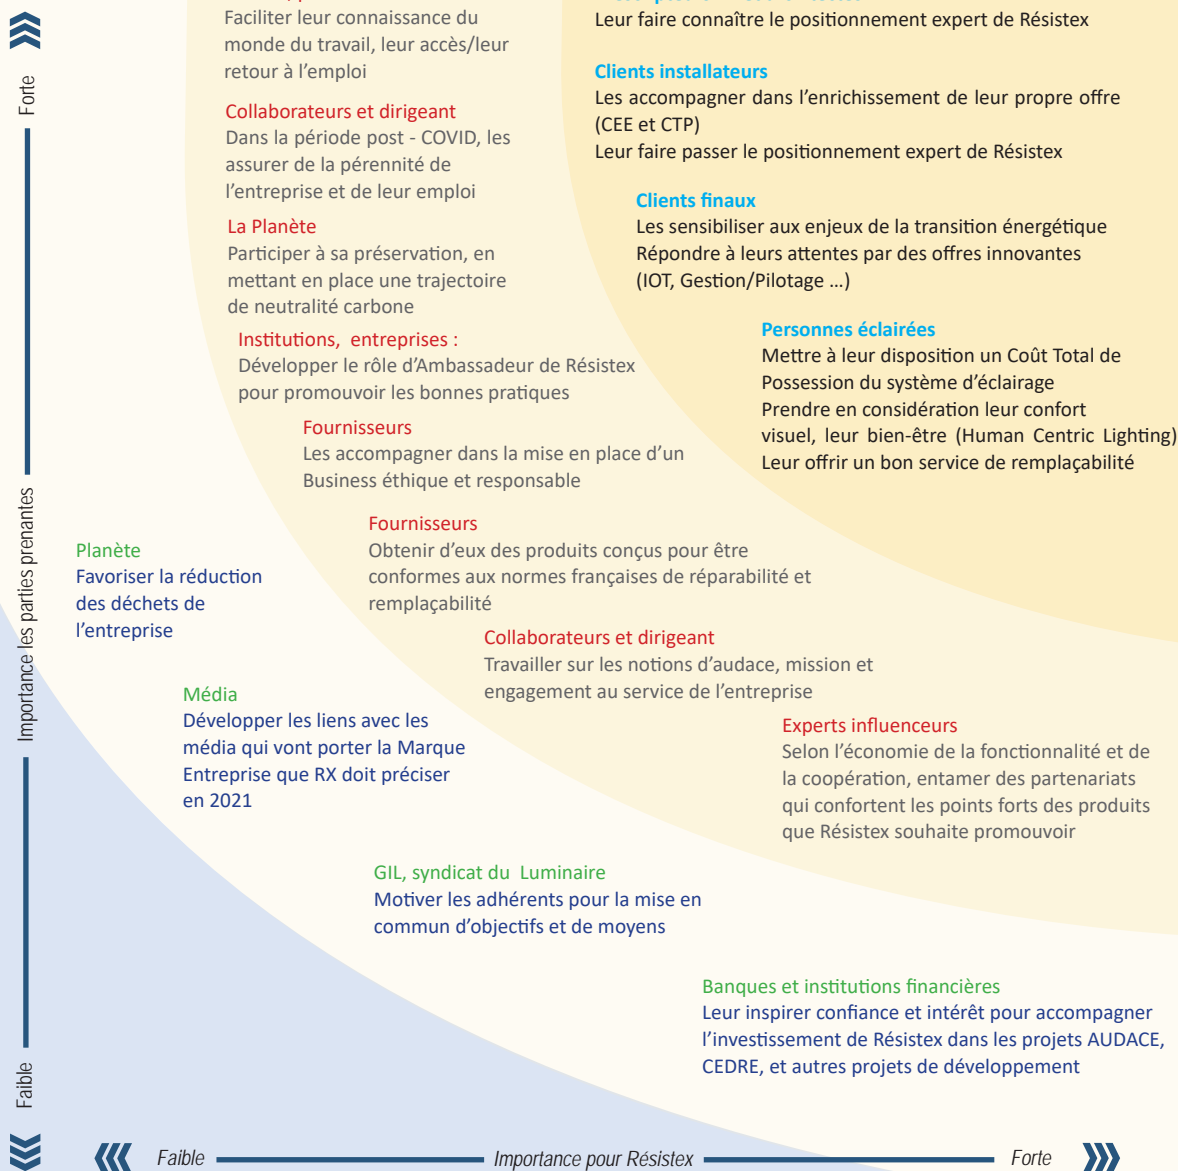 Faciliter leur connaissance du
monde du travail, leur accès/leur
retour à l'emploi
Collaborateurs et dirigeant
Dans la période post - COVID, les
assurer de la pérennité de
l'entreprise et de leur emploi
La Planète
Participer à sa préservation, en
mettant en place une trajectoire
de neutralité carbone
Institutions, entreprises :
Développer le rôle d'Ambassadeur de Résistex
pour promouvoir les bonnes pratiques
Fournisseurs
Les accompagner dans la mise en place d'un
Business éthique et responsable
Fournisseurs
Obtenir d'eux des produits conçus pour être
conformes aux normes françaises de réparabilité et
remplaçabilité
Collaborateurs et dirigeant
Travailler sur les notions d'audace, mission et
engagement au service de l'entreprise
Experts influenceurs
Selon l'économie de la fonctionnalité et de
la coopération, entamer des partenariats
qui confortent les points forts des produits
que Résistex souhaite promouvoir
Leur faire connaître le positionnement expert de Résistex
Clients installateurs
Les accompagner dans l'enrichissement de leur propre offre
(CEE et CTP)
Leur faire passer le positionnement expert de Résistex
Clients finaux
Les sensibiliser aux enjeux de la transition énergétique
Répondre à leurs attentes par des offres innovantes
(IOT, Gestion/Pilotage ...)
Personnes éclairées
Mettre à leur disposition un Coût Total de
Possession du système d'éclairage
Prendre en considération leur confort
visuel, leur bien-être (Human Centric Lighting)
Leur offrir un bon service de remplaçabilité
Planète
Favoriser la réduction
des déchets de
l'entreprise
Média
Développer les liens avec les
média qui vont porter la Marque
Entreprise que RX doit préciser
en 2021
GIL, syndicat du Luminaire
Motiver les adhérents pour la mise en
commun d'objectifs et de moyens
Banques et institutions financières
Leur inspirer confiance et intérêt pour accompagner
l'investissement de Résistex dans les projets AUDACE,
CEDRE, et autres projets de développement
Forte
Importance les parties prenantes
Faible
Faible
Importance pour Résistex
Forte